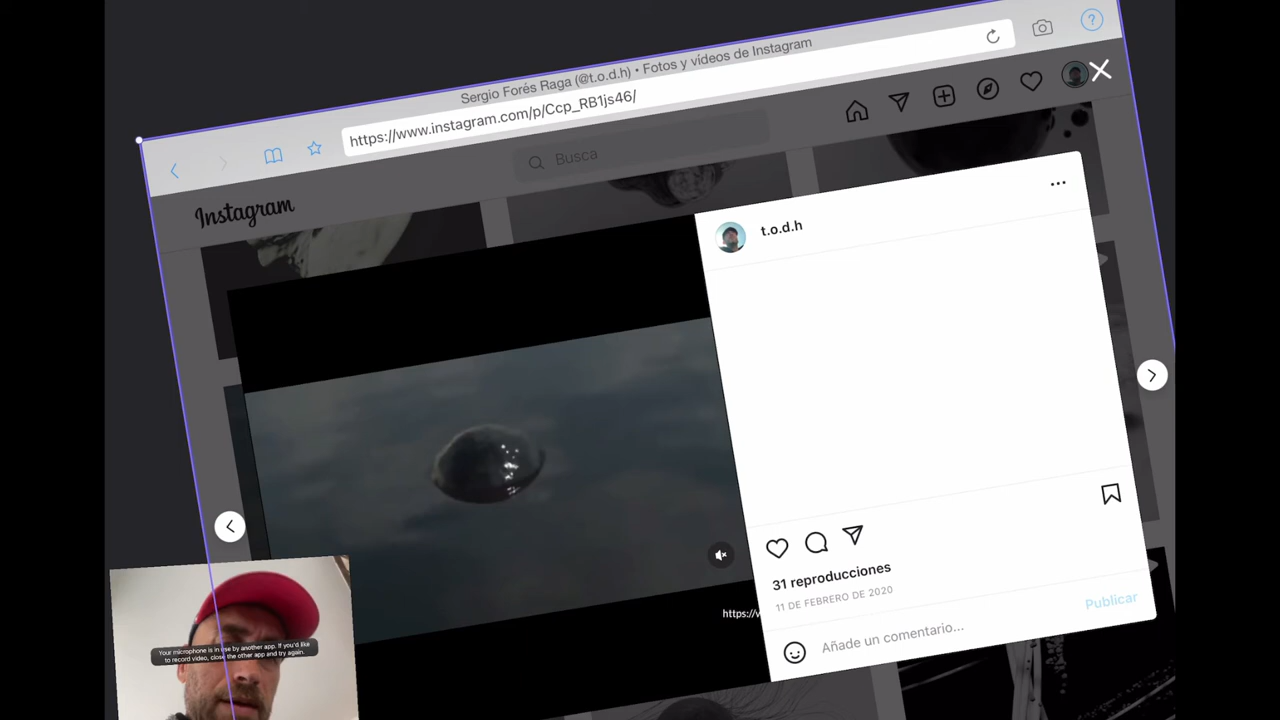 Sergio Forés Raga (@t.o.d.h) • Fotos y vídeos de Instagram
https://www.instagram.com/p/Ccp_RB1js46/
?
Instagram
Busca
t.o.d.h
31 reproducciones
11 DE FEBRERO DE 2020
https://w
Añade un comentario...
Publicar
Your microphone is in use by another app. If you'd like
to record video, close the other app and try again.